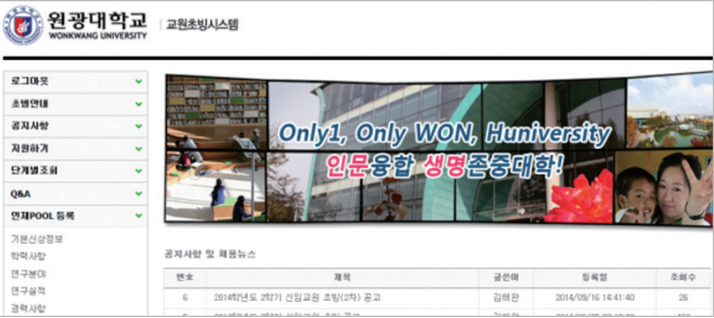 원광대학교
WONKWANG UNIVERSITY
교원초빙시스템
로그아웃
초빙안내
공지사항
지원하기
단계별조회
Q&A
인재POOL 등록
기본신상정보
학력사항
연구분야
연구실적
경력사항
Only1, Only WON, Huniversity
인문융합 생명존중대학!
공지사항 및 채용뉴스
번호 제목 글쓴이 등록일 조회수
6 2014학년도 2학기 신임교원 초빙(2차) 공고 김태완 2014/09/16 14:41:40 26